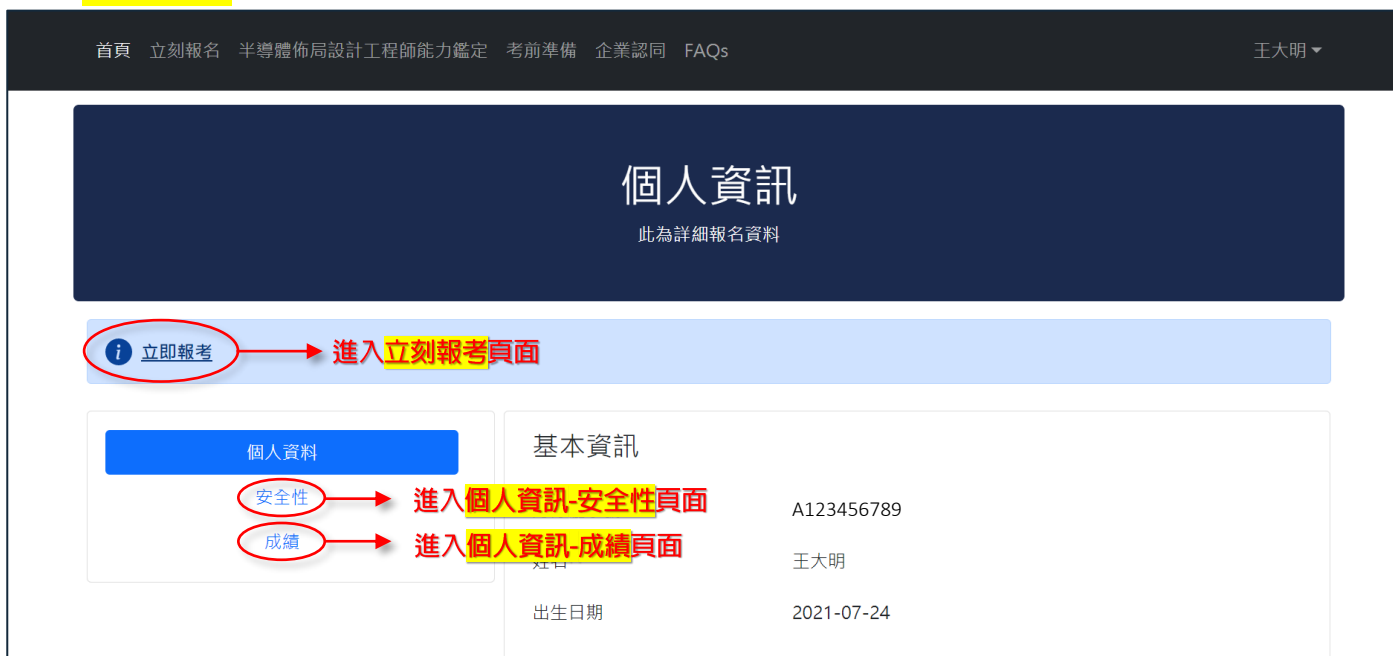 首頁 立刻報名 半導體佈局設計工程師能力鑑定 考前準備 企業認同 FAQs 王大明
個人資訊
此為詳細報名資料
i 立即報考 進入立刻報考頁面
個人資料
安全性 進入個人資訊-安全性頁面
成績 進入個人資訊-成績頁面
基本資訊
A123456789
姓名 王大明
出生日期 2021-07-24